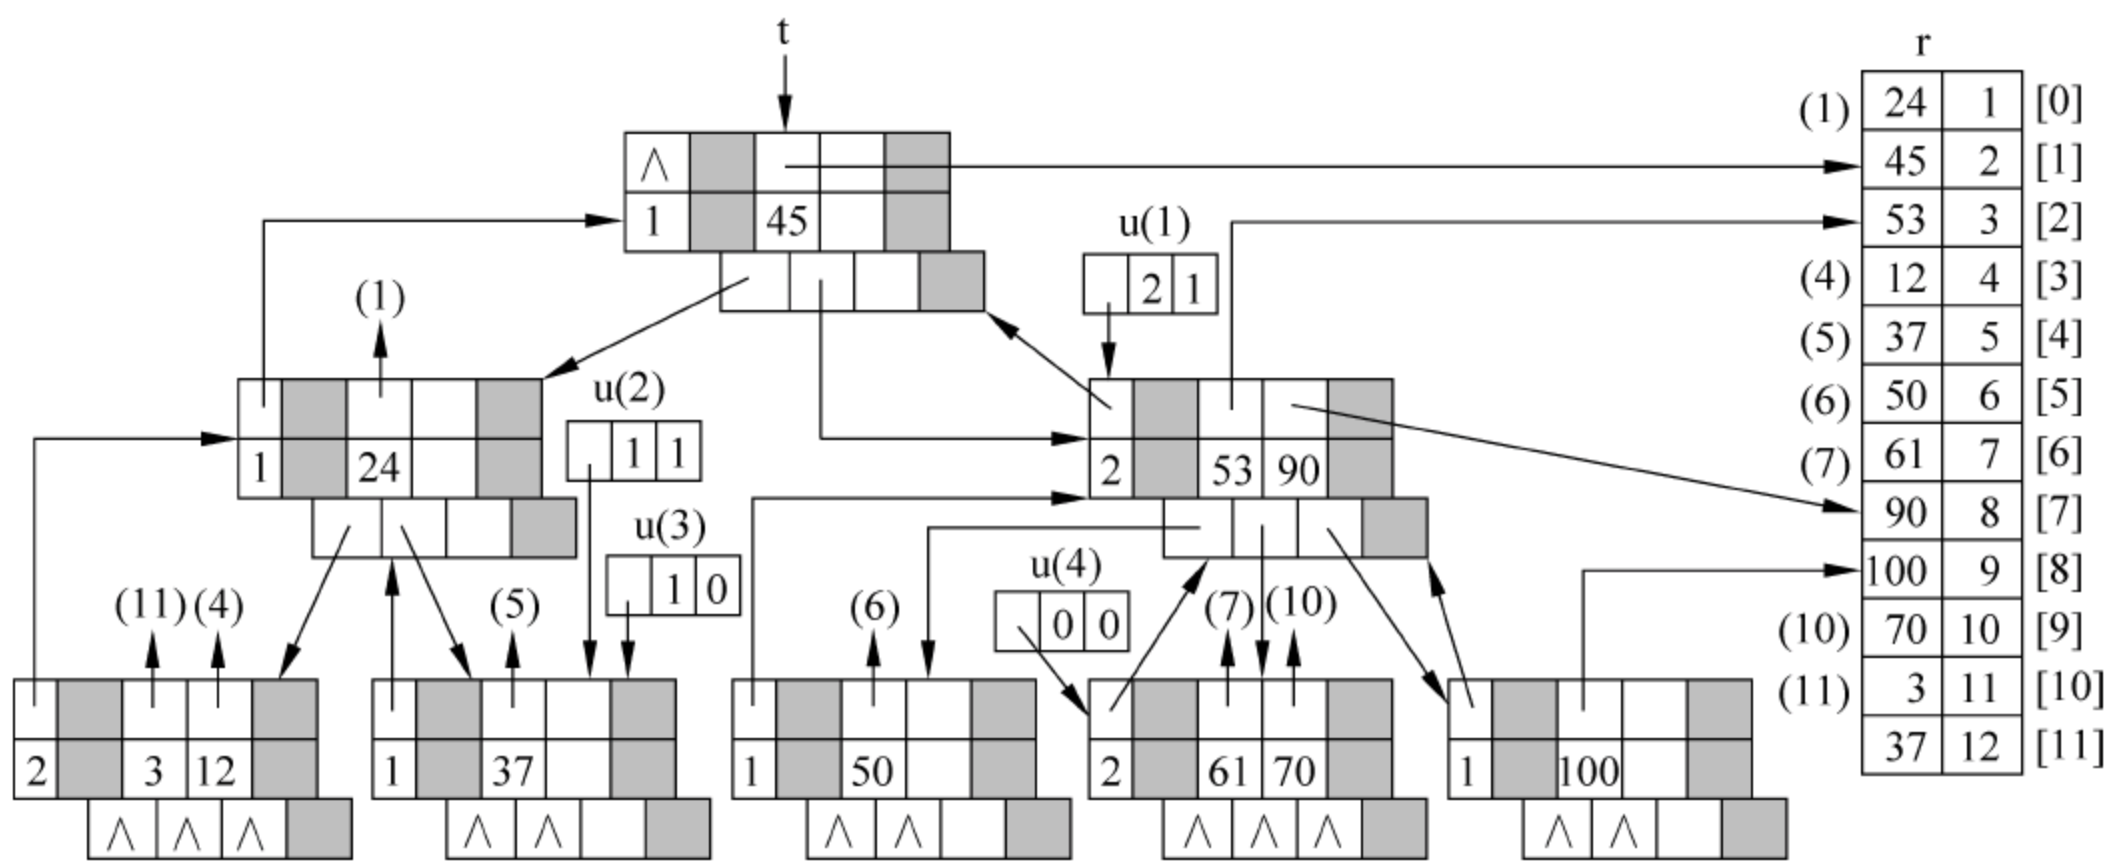 t
r
(1) 24 1 [0]
∧ 45 2 [1]
1 45 u(1) 53 3 [2]
2 1 (4) 12 4 [3]
(1) (5) 37 5 [4]
u(2) (6) 50 6 [5]
1 24 1 1 2 53 90 (7) 61 7 [6]
90 8 [7]
u(3) u(4) 100 9 [8]
(11) (4) (5) 1 0 (6) 0 0 (7) (10) (10) 70 10 [9]
(11) 3 11 [10]
2 3 12 1 37 1 50 2 61 70 1 100 37 12 [11]
∧ ∧ ∧ ∧ ∧ ∧ ∧ ∧ ∧ ∧ ∧ ∧